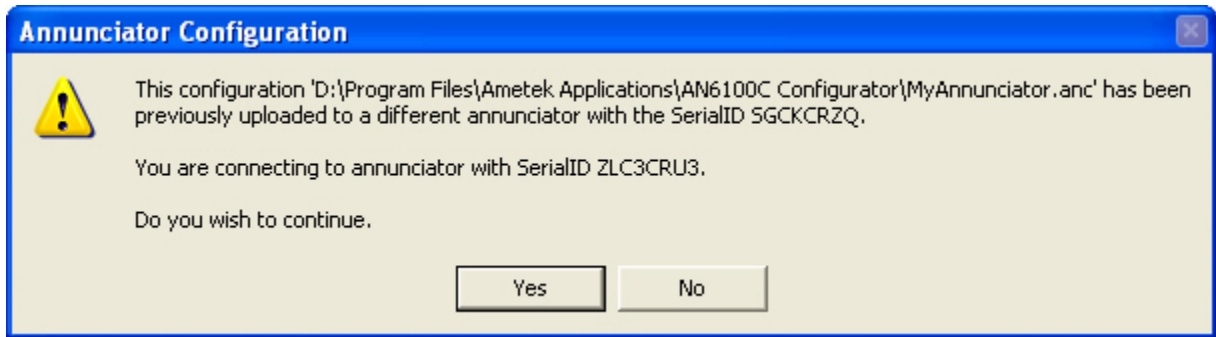 Annunciator Configuration
This configuration 'D:\Program Files\Ametek Applications\AN6100C Configurator\MyAnnunciator.anc' has been
previously uploaded to a different annunciator with the SerialID SGCKCRZQ.
You are connecting to annunciator with SerialID ZLC3CRU3.
Do you wish to continue.
Yes
No